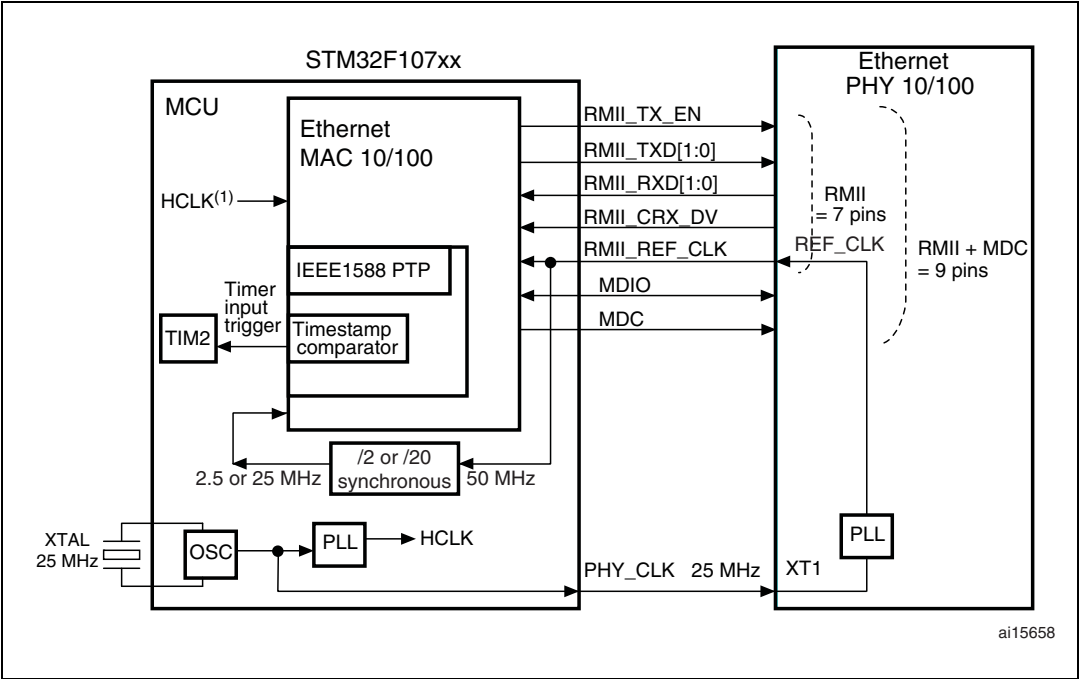 STM32F107xx
Ethernet
PHY 10/100
MCU
Ethernet
MAC 10/100
HCLK(1)
IEEE1588 PTP
Timer
input
trigger
TIM2
Timestamp
comparator
RMII_TX_EN
RMII_TXD[1:0]
RMII_RXD[1:0]
RMII_CRX_DV
RMII_REF_CLK
MDIO
MDC
RMII
= 7 pins
REF_CLK
RMII + MDC
= 9 pins
/2 or /20
synchronous
2.5 or 25 MHz
50 MHz
XTAL
25 MHz
OSC
PLL
HCLK
PHY_CLK 25 MHz
XT1
PLL
ai15658